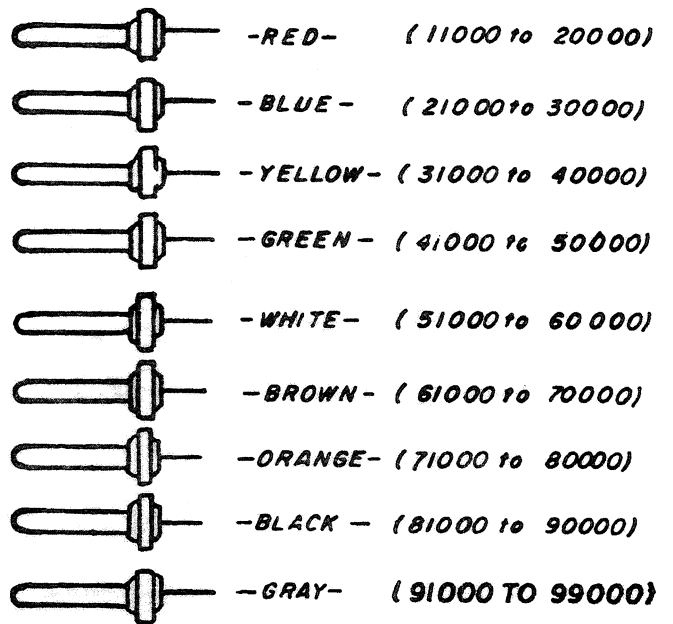 -RED- (11000 to 20000)
-BLUE- (21000 to 30000)
-YELLOW- (31000 to 40000)
-GREEN- (41000 to 50000)
-WHITE- (51000 to 60000)
-BROWN- (61000 to 70000)
-ORANGE- (71000 to 80000)
-BLACK- (81000 to 90000)
-GRAY- (91000 TO 99000)